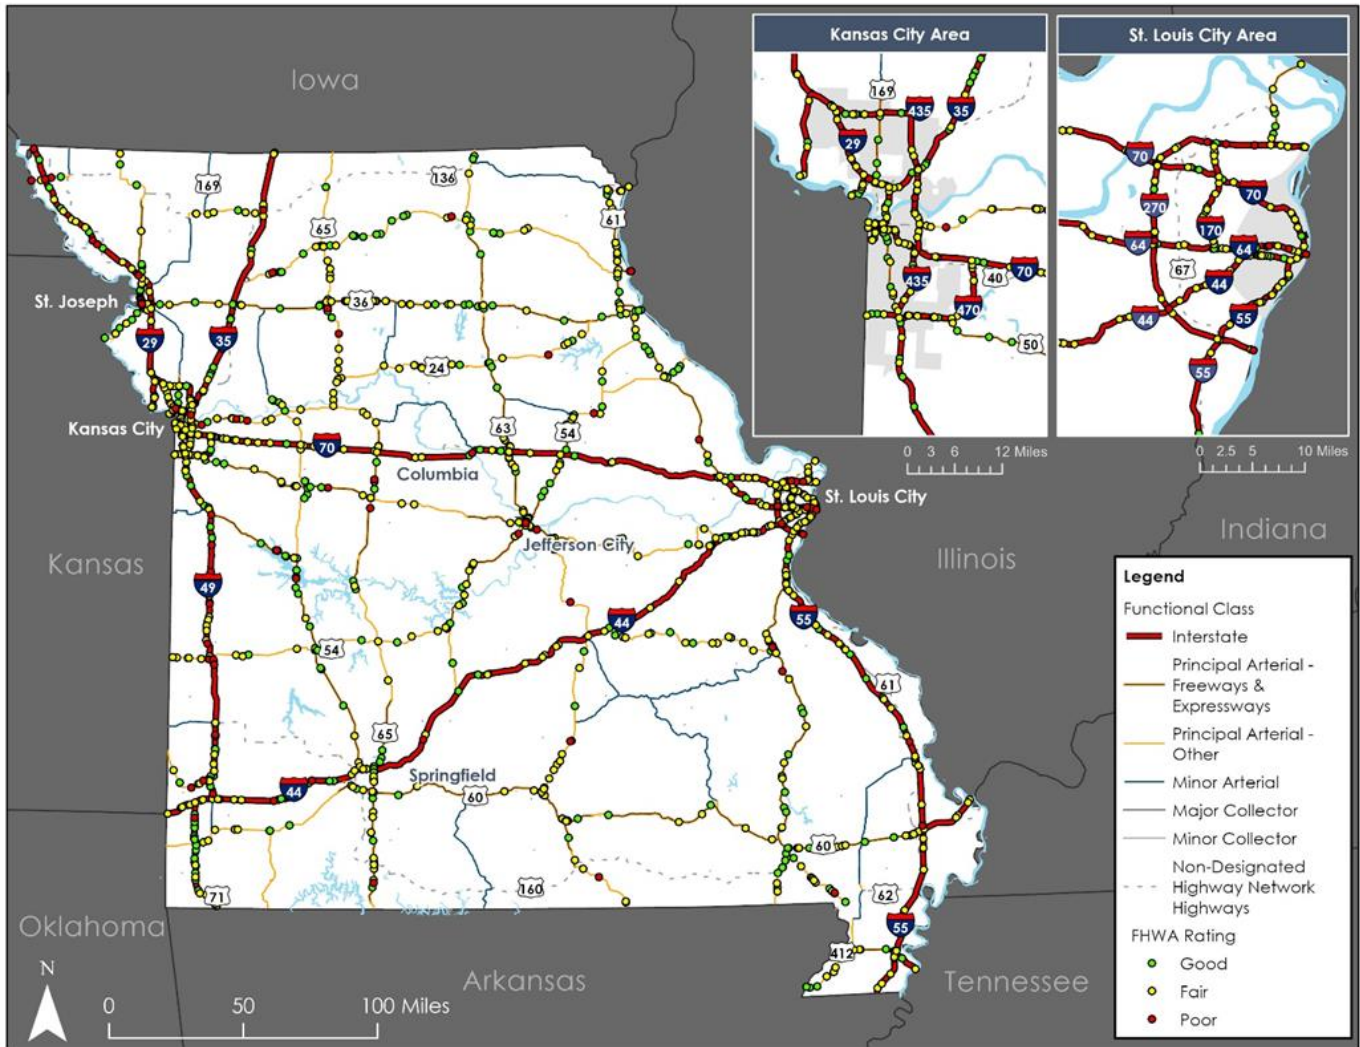 Iowa
Kansas City Area
St. Louis City Area
169
435
35
29
435
70
40
470
50
0 3 6 12 Miles
70
270
70
170
64
64
67
44
44
55
55
0 2.5 5 10 Miles
169
136
65
61
St. Joseph
36
29
35
24
Kansas City
63
54
70
Columbia
St. Louis City
Jefferson City
Kansas
Illinois
Indiana
49
44
55
54
61
65
Springfield
44
60
60
160
62
71
55
412
Oklahoma
Arkansas
Tennessee
N
0 50 100 Miles
Legend
Functional Class
Interstate
Principal Arterial -
Freeways &
Expressways
Principal Arterial -
Other
Minor Arterial
Major Collector
Minor Collector
Non-Designated
Highway Network
Highways
FHWA Rating
Good
Fair
Poor